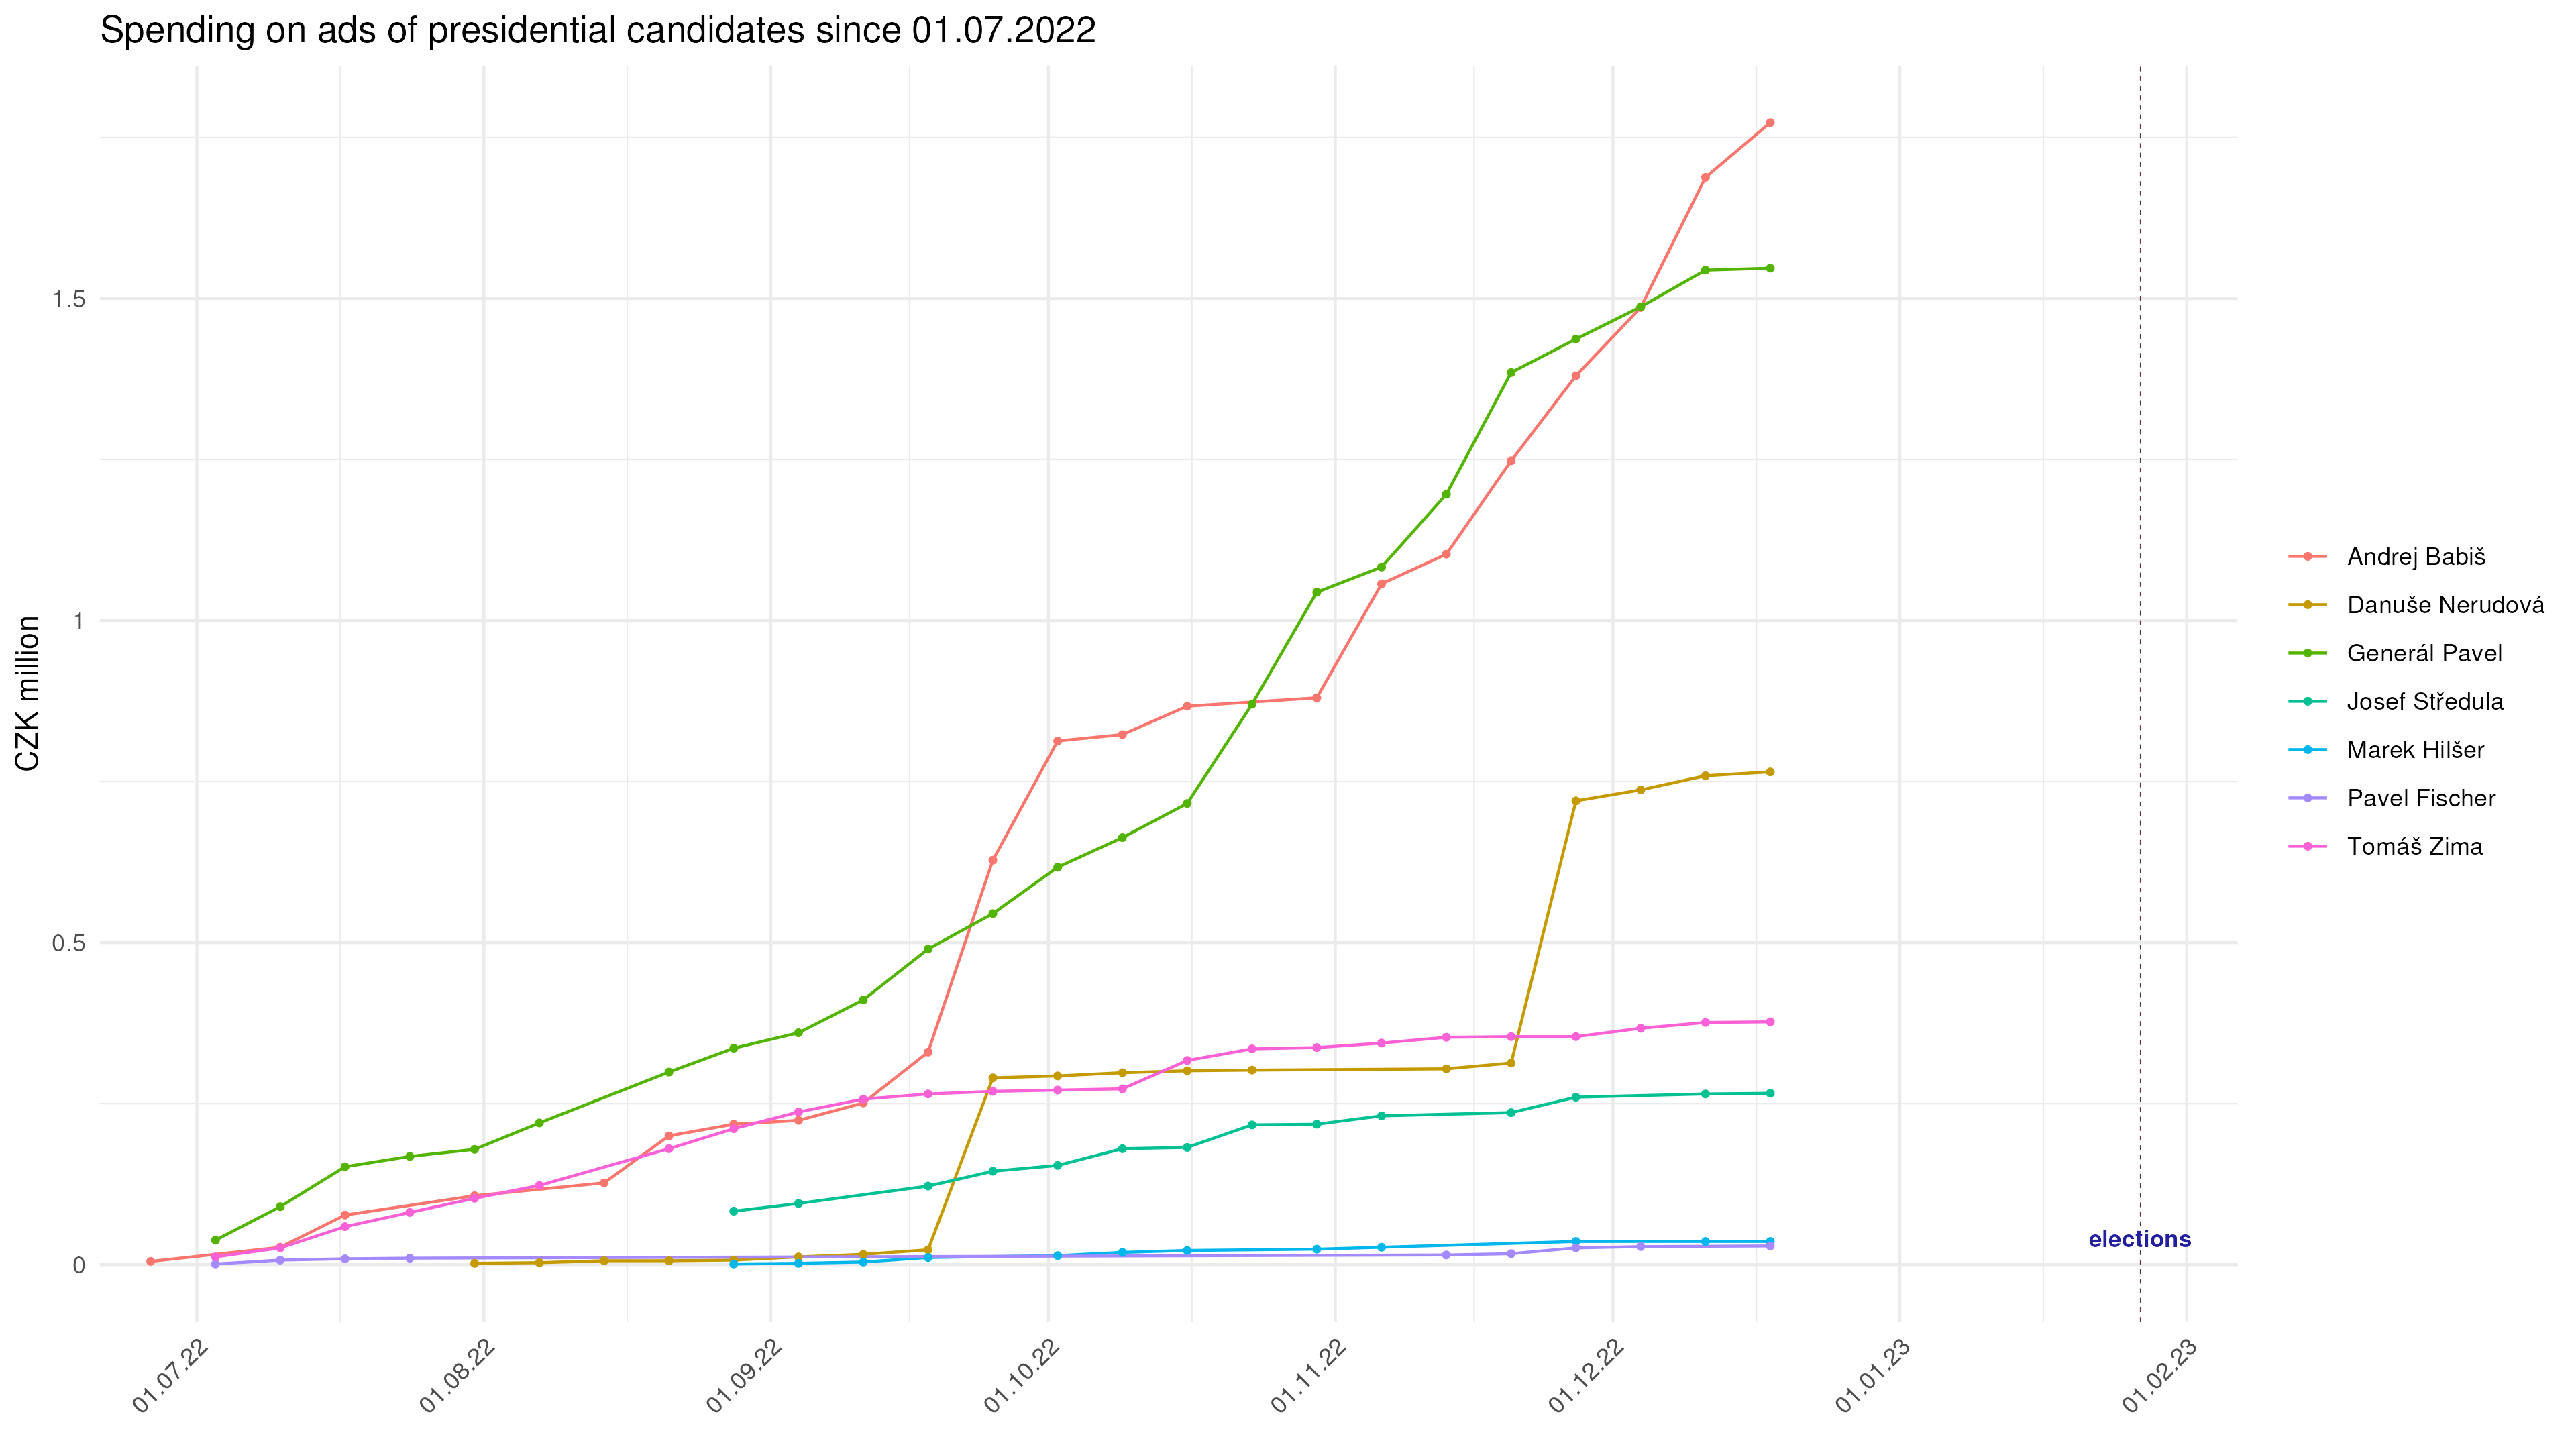 Spending on ads of presidential candidates since 01.07.2022
CZK million
1.5
1
0.5
0
01.07.22
01.08.22
01.09.22
01.10.22
01.11.22
01.12.22
01.01.23
01.02.23
elections
Andrej Babiš
Danuše Nerudová
Generál Pavel
Josef Středula
Marek Hilšer
Pavel Fischer
Tomáš Zima